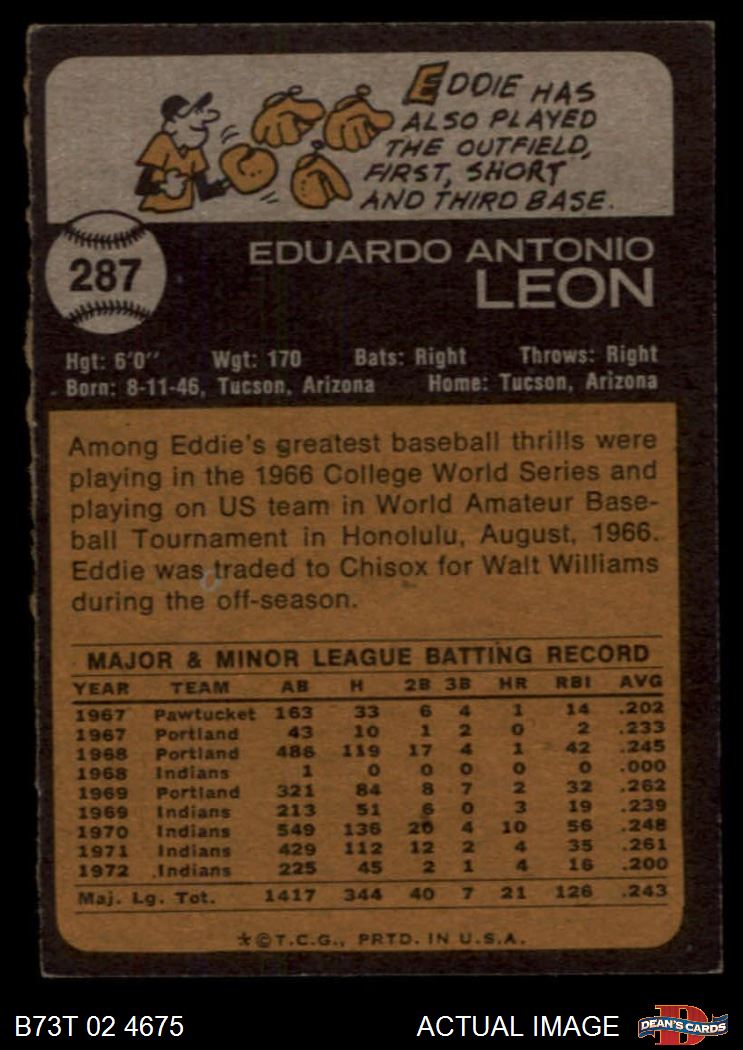 EDDIE HAS
ALSO PLAYED
THE OUTFIELD,
FIRST, SHORT
AND THIRD BASE.
287
EDUARDO ANTONIO
LEON
Hgt: 6'0" Wgt: 170 Bats: Right Throws: Right
Born: 8-11-46, Tucson, Arizona Home: Tucson, Arizona
Among Eddie's greatest baseball thrills were
playing in the 1966 College World Series and
playing on US team in World Amateur Base-
ball Tournament in Honolulu, August, 1966.
Eddie was traded to Chisox for Walt Williams
during the off-season.
MAJOR & MINOR LEAGUE BATTING RECORD
YEAR TEAM AB H 2B 3B HR RBI AVG
1967 Pawtucket 163 33 6 4 1 14 .202
1967 Portland 43 10 1 2 0 2 .233
1968 Portland 486 119 17 4 1 42 .245
1968 Indians 1 0 0 0 0 0 .000
1969 Portland 321 84 8 7 2 32 .262
1969 Indians 213 51 6 0 3 19 .239
1970 Indians 549 136 20 4 10 56 .248
1971 Indians 429 112 12 2 4 35 .261
1972 Indians 225 45 2 1 4 16 .200
Maj. Lg. Tot. 1417 344 40 7 21 126 .243
*©T.C.G., PRTD. IN U.S.A.
B73T 02 4675 ACTUAL IMAGE D DEAN'S CARDS